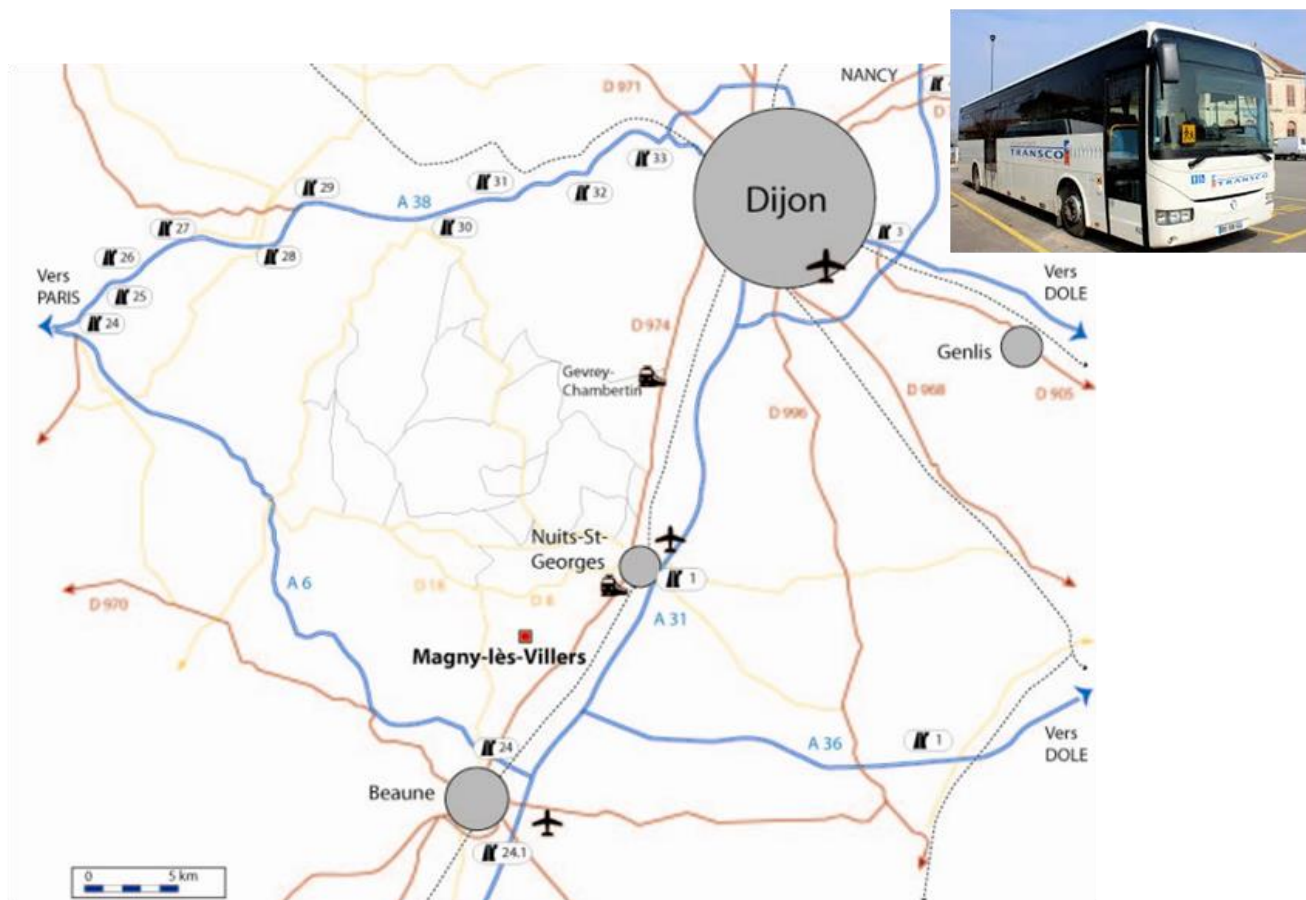 NANCY
D 971
TRANSCO
TRANSCO
33
29
31
32
A 38
30
27
28
26
25
24
Vers
PARIS
Dijon
3
Vers
DOLE
D 974
Genlis
Gevrey-
Chambertin
D 996
D 968
D 905
Nuits-St-
Georges
1
D 970
A 6
D 18
D 8
A 31
Magny-lès-Villers
24
A 36
1
Vers
DOLE
Beaune
24.1
0 5 km